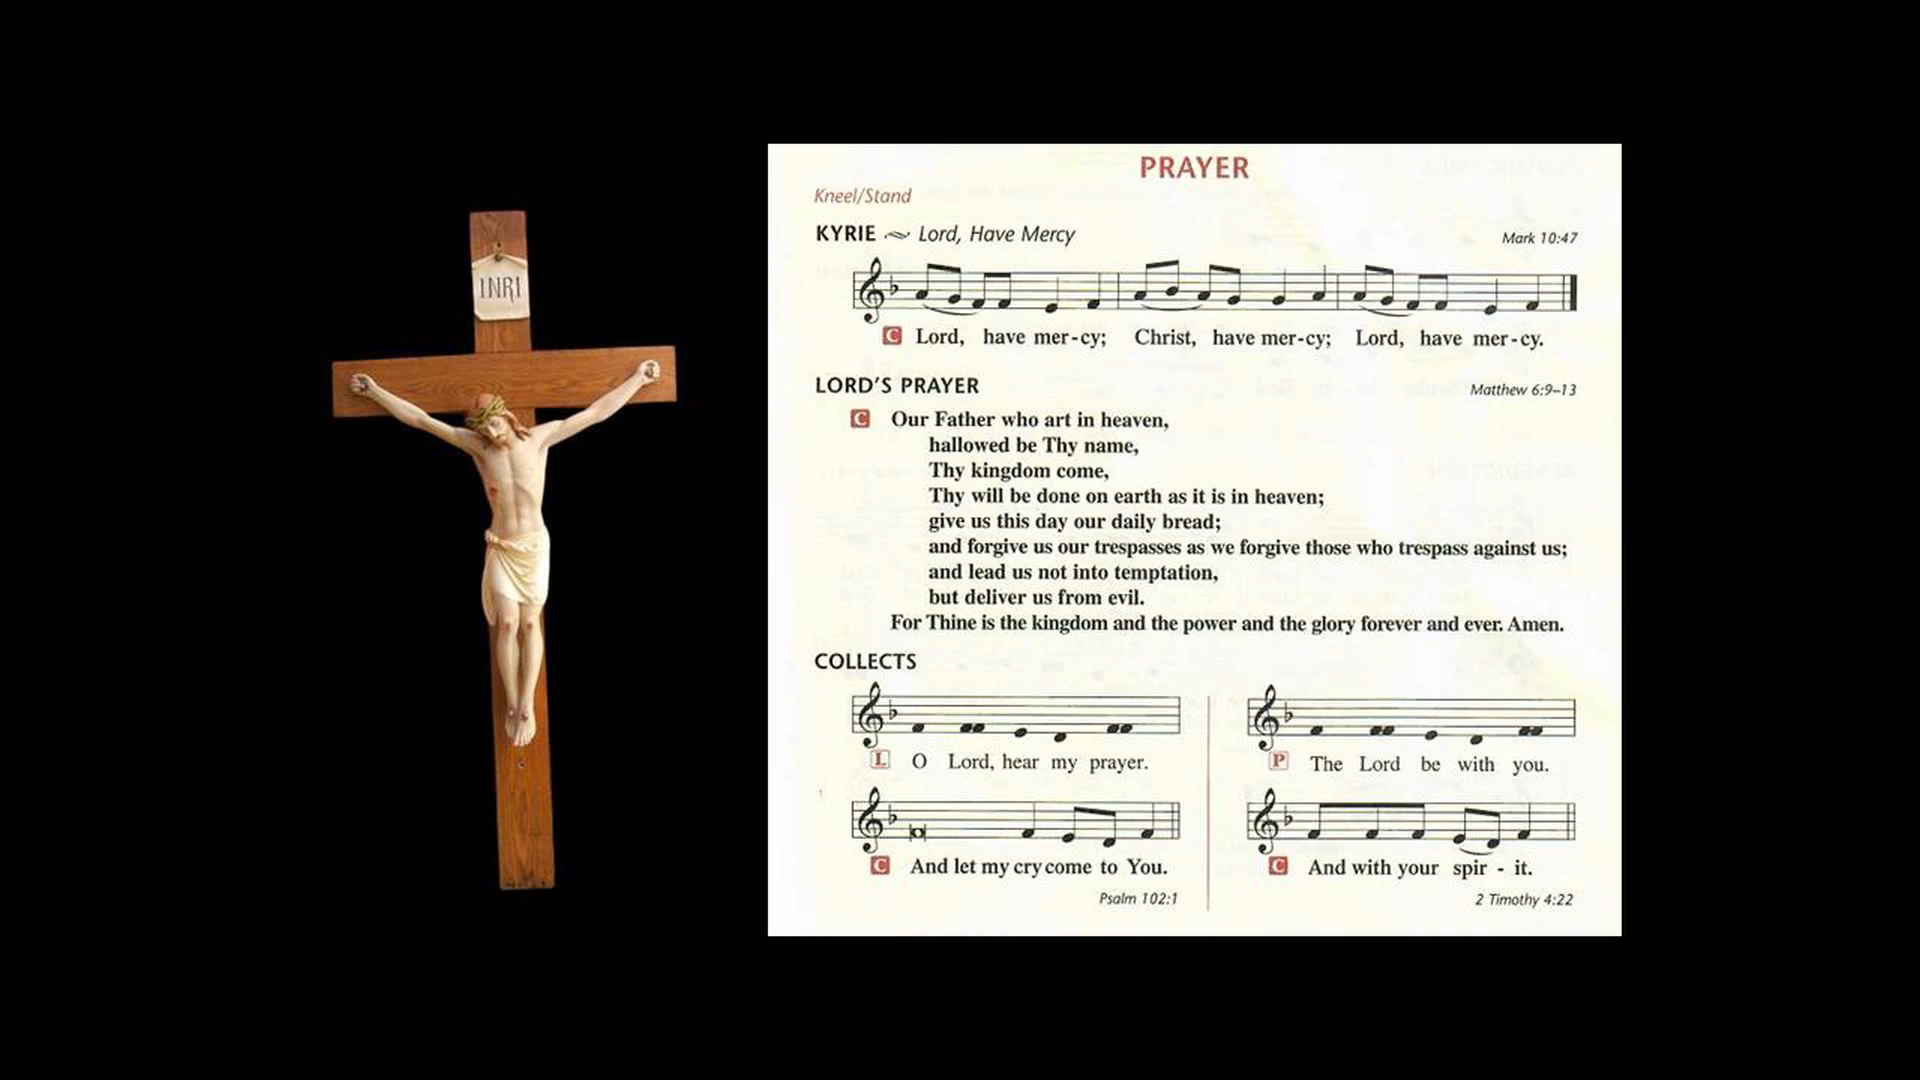 INRI
PRAYER
Kneel/Stand
KYRIE Lord, Have Mercy Mark 10:47
C Lord, have mer-cy; Christ, have mer-cy; Lord, have mer-cy.
LORD'S PRAYER Matthew 6:9–13
C Our Father who art in heaven,
hallowed be Thy name,
Thy kingdom come,
Thy will be done on earth as it is in heaven;
give us this day our daily bread;
and forgive us our trespasses as we forgive those who trespass against us;
and lead us not into temptation,
but deliver us from evil.
For Thine is the kingdom and the power and the glory forever and ever. Amen.
COLLECTS
L O Lord, hear my prayer.
C And let my cry come to You.
Psalm 102:1
P The Lord be with you.
C And with your spir - it.
2 Timothy 4:22